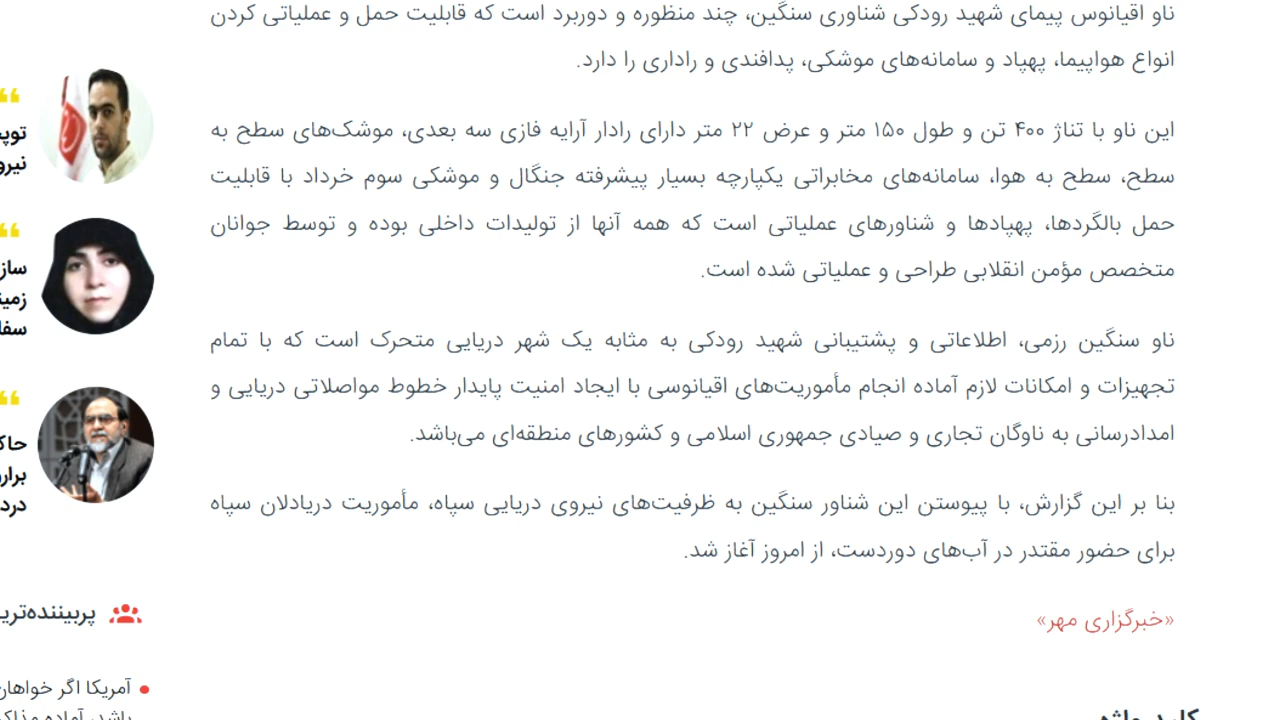 ناو اقیانوس پیمای شهید رودکی شناوری سنگین، چند منظوره و دوربرد است که قابلیت حمل و عملیاتی کردن
انواع هواپیما، پهپاد و سامانه‌های موشکی، پدافندی و راداری را دارد.
این ناو با تناژ ۴۰۰ تن و طول ۱۵۰ متر و عرض ۲۲ متر دارای رادار آرایه فازی سه بعدی، موشک‌های سطح به
سطح، سطح به هوا، سامانه‌های مخابراتی یکپارچه بسیار پیشرفته جنگال و موشکی سوم خرداد با قابلیت
حمل بالگردها، پهپادها و شناورهای عملیاتی است که همه آنها از تولیدات داخلی بوده و توسط جوانان
متخصص مؤمن انقلابی طراحی و عملیاتی شده است.
ناو سنگین رزمی، اطلاعاتی و پشتیبانی شهید رودکی به مثابه یک شهر دریایی متحرک است که با تمام
تجهیزات و امکانات لازم آماده انجام مأموریت‌های اقیانوسی با ایجاد امنیت پایدار خطوط مواصلاتی دریایی و
امدادرسانی به ناوگان تجاری و صیادی جمهوری اسلامی و کشورهای منطقه‌ای می‌باشد.
بنا بر این گزارش، با پیوستن این شناور سنگین به ظرفیت‌های نیروی دریایی سپاه، مأموریت دریادلان سپاه
برای حضور مقتدر در آب‌های دوردست، از امروز آغاز شد.
«خبرگزاری مهر»
آمریکا اگر خواهان